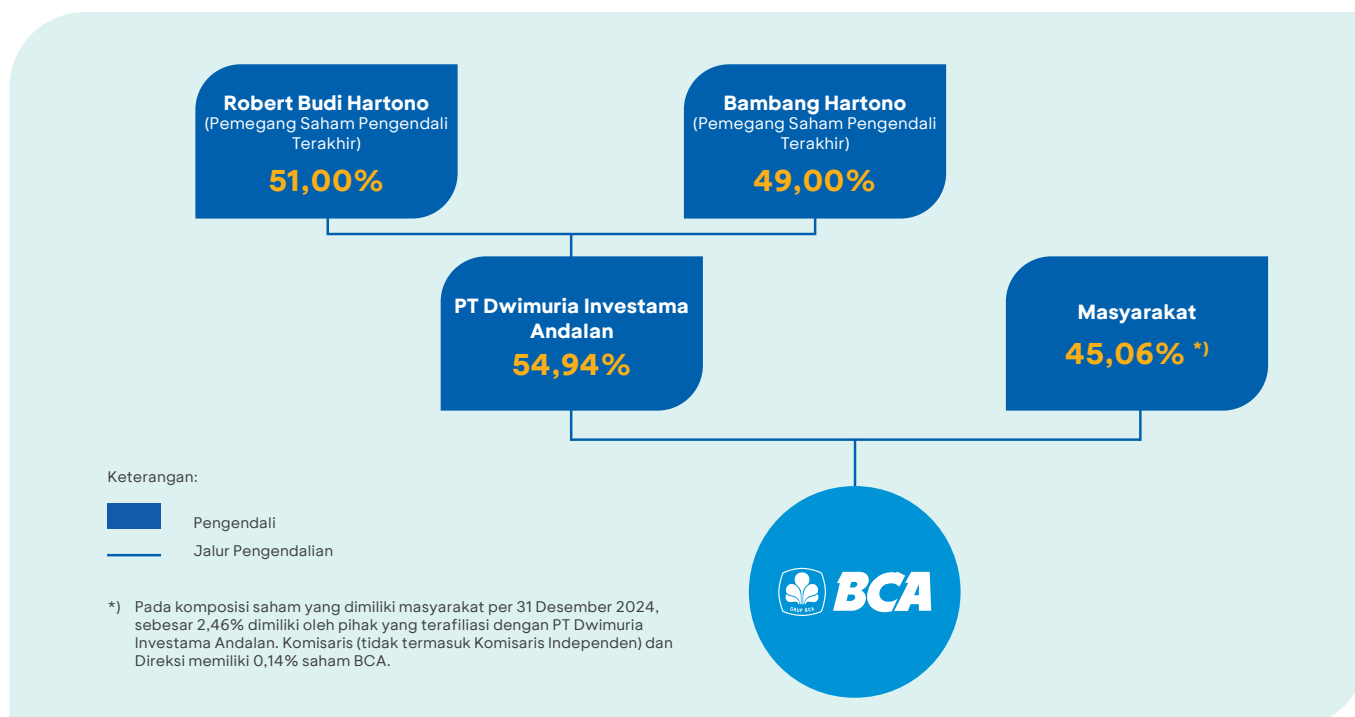 Robert Budi Hartono
(Pemegang Saham Pengendali
Terakhir)
51,00%
Bambang Hartono
(Pemegang Saham Pengendali
Terakhir)
49,00%
PT Dwimuria Investama
Andalan
54,94%
Masyarakat
45,06% *)
Keterangan:
Pengendali
Jalur Pengendalian
*) Pada komposisi saham yang dimiliki masyarakat per 31 Desember 2024,
sebesar 2,46% dimiliki oleh pihak yang terafiliasi dengan PT Dwimuria
Investama Andalan. Komisaris (tidak termasuk Komisaris Independen) dan
Direksi memiliki 0,14% saham BCA.
GRUP BCA
BCA